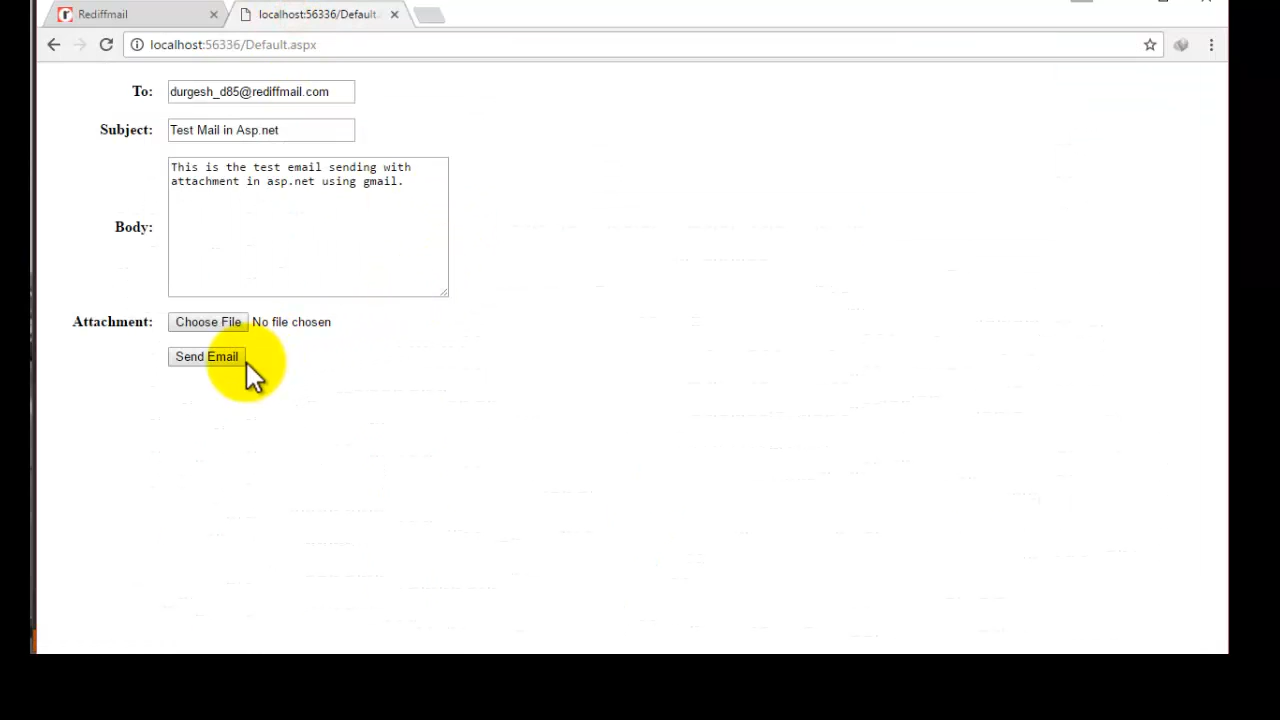 Rediffmail
localhost:56336/Default.
localhost:56336/Default.aspx
To: durgesh_d85@rediffmail.com
Subject: Test Mail in Asp.net
This is the test email sending with
attachment in asp.net using gmail.
Body:
Attachment: Choose File No file chosen
Send Email